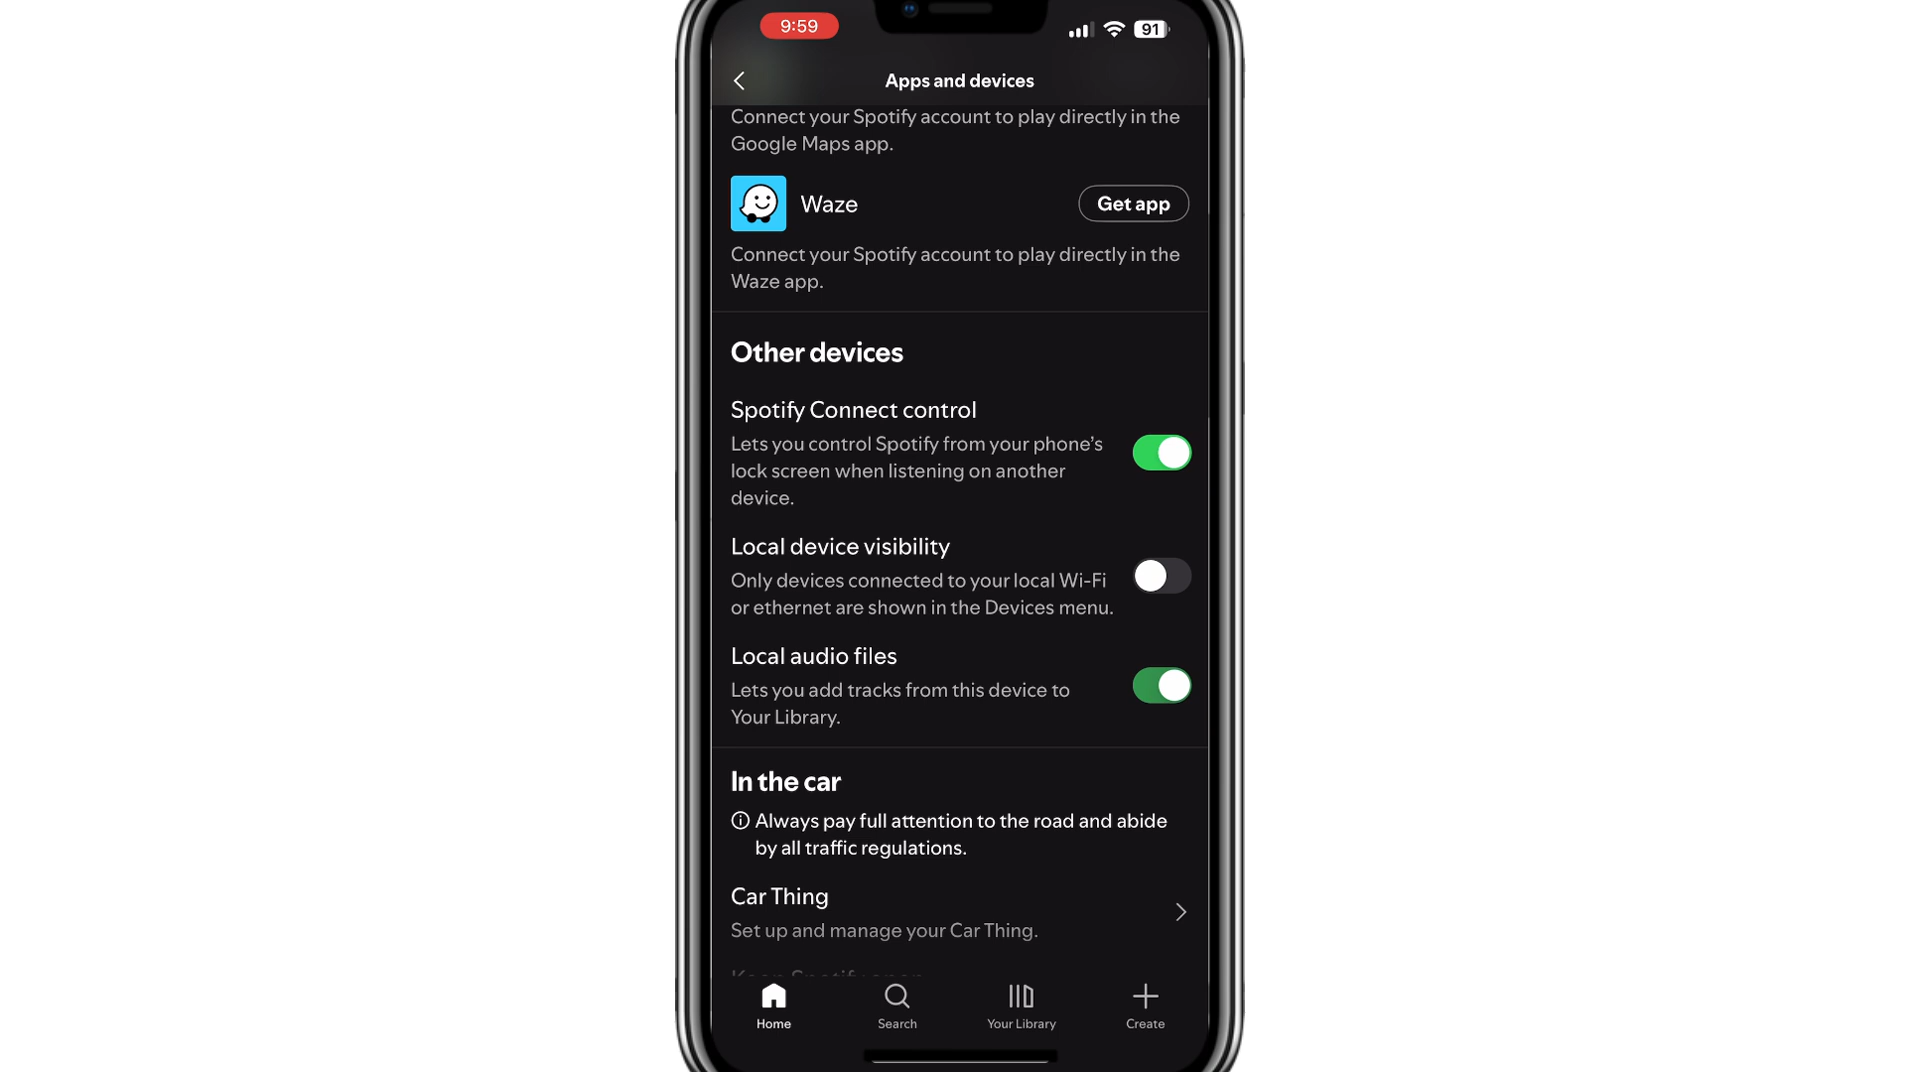 9:59
91
Apps and devices
Connect your Spotify account to play directly in the
Google Maps app.
Waze
Get app
Connect your Spotify account to play directly in the
Waze app.
Other devices
Spotify Connect control
Lets you control Spotify from your phone's
lock screen when listening on another
device.
Local device visibility
Only devices connected to your local Wi-Fi
or ethernet are shown in the Devices menu.
Local audio files
Lets you add tracks from this device to
Your Library.
In the car
Always pay full attention to the road and abide
by all traffic regulations.
Car Thing
Set up and manage your Car Thing.
Keep Spotify open
Home
Search
Your Library
Create